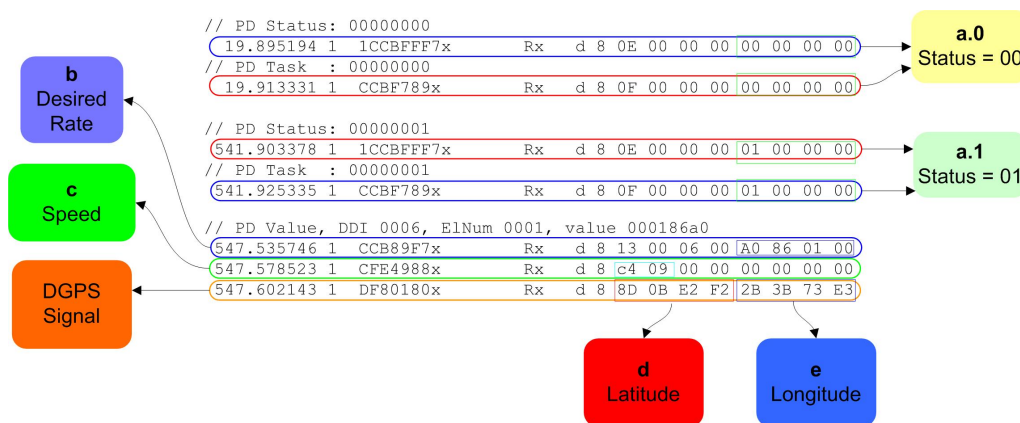 // PD Status: 00000000
19.895194 1 1CCBFFF7x Rx d 8 0E 00 00 00 00 00 00 00
// PD Task : 00000000
19.913331 1 CCBF789x Rx d 8 0F 00 00 00 00 00 00 00
a.0
Status = 00
b
Desired
Rate
// PD Status: 00000001
541.903378 1 1CCBFFF7x Rx d 8 0E 00 00 00 01 00 00 00
// PD Task : 00000001
541.925335 1 CCBF789x Rx d 8 0F 00 00 00 01 00 00 00
a.1
Status = 01
c
Speed
// PD Value, DDI 0006, ElNum 0001, value 000186a0
547.535746 1 CCB89F7x Rx d 8 13 00 06 00 A0 86 01 00
547.578523 1 CFE4988x Rx d 8 c4 09 00 00 00 00 00 00
547.602143 1 DF80180x Rx d 8 8D 0B E2 F2 2B 3B 73 E3
DGPS
Signal
d
Latitude
e
Longitude